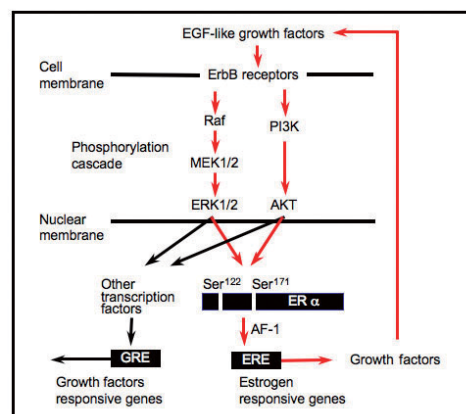 EGF-like growth factors
Cell
membrane
ErbB receptors
Raf
PI3K
Phosphorylation
cascade
MEK1/2
ERK1/2
AKT
Nuclear
membrane
Ser122
Ser171
Other
transcription
factors
ER α
AF-1
GRE
ERE
Growth factors
Growth factors
responsive genes
Estrogen
responsive genes